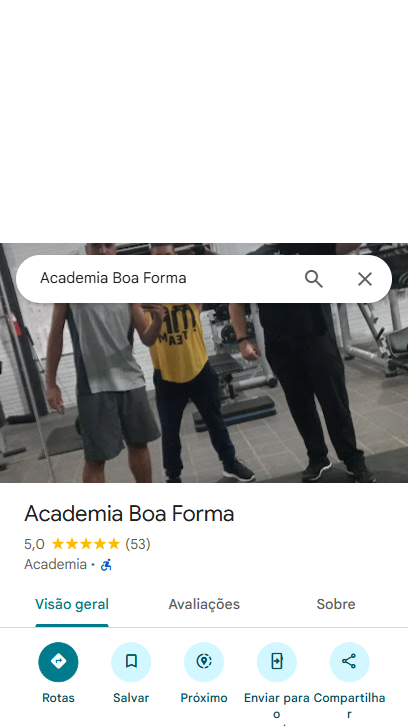 Academia Boa Forma
TEAM
Academia Boa Forma
5,0 ★★★★★ (53)
Academia •
Visão geral Avaliações Sobre
Rotas Salvar Próximo Enviar para o Compartilhar